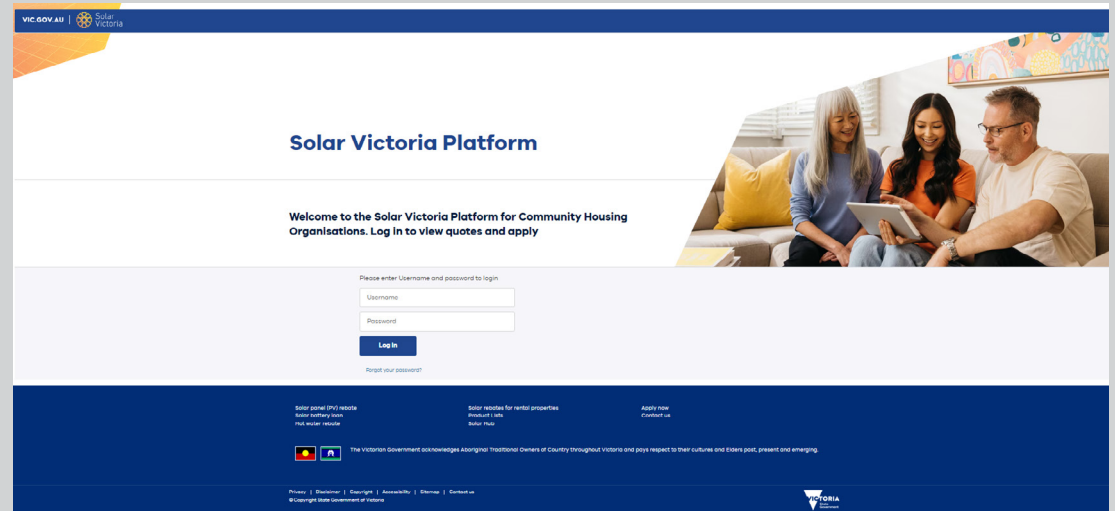 VIC.GOV.AU | Solar Victoria
Solar Victoria Platform
Welcome to the Solar Victoria Platform for Community Housing
Organisations. Log in to view quotes and apply
Please enter Username and password to login
Username
Password
Log in
Forgot your password?
Solar panel (PV) rebate
Solar battery loan
Hot water rebate
Solar rebates for rental properties
Product Lists
Solar Hub
Apply now
Contact us
The Victorian Government acknowledges Aboriginal Traditional Owners of Country throughout Victoria and pays respect to their cultures and Elders past, present and emerging.
Privacy | Disclaimer | Copyright | Accessibility | Sitemap | Contact us
© Copyright State Government of Victoria
VICTORIA
State
Government